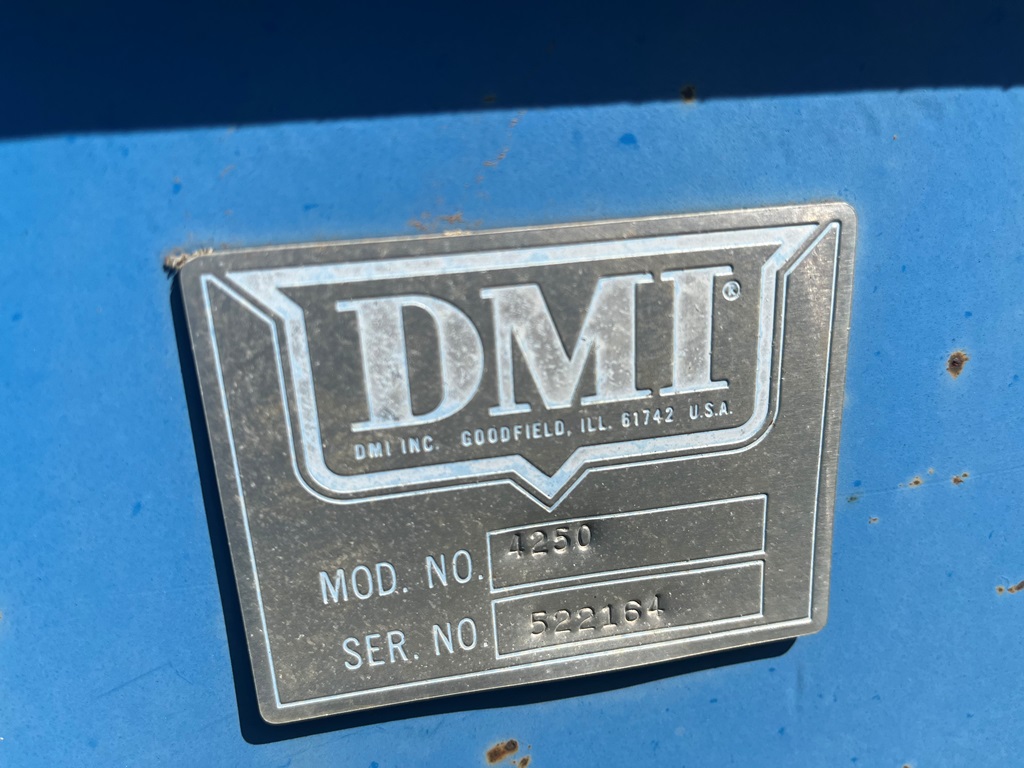 DMI®
DMI INC. GOODFIELD, ILL. 61742 U.S.A.
MOD. NO. 4250
SER. NO. 522164